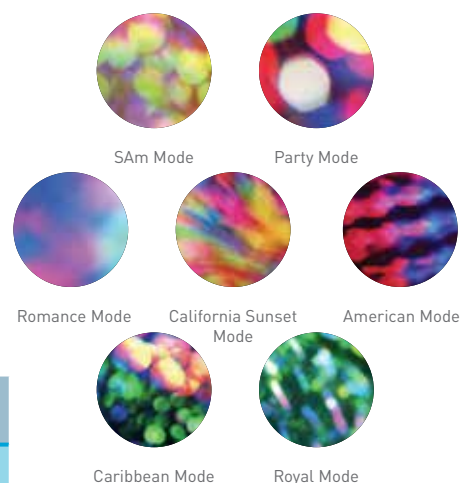 SAm Mode
Party Mode
Romance Mode
California Sunset
Mode
American Mode
Caribbean Mode
Royal Mode